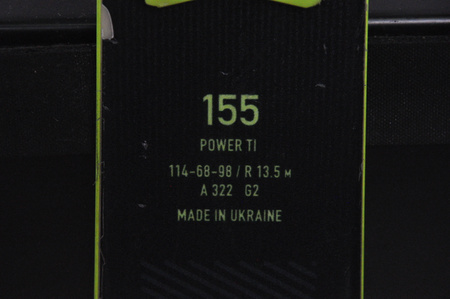 155
POWER TI
114-68-98 / R 13.5 M
A 322 G2
MADE IN UKRAINE